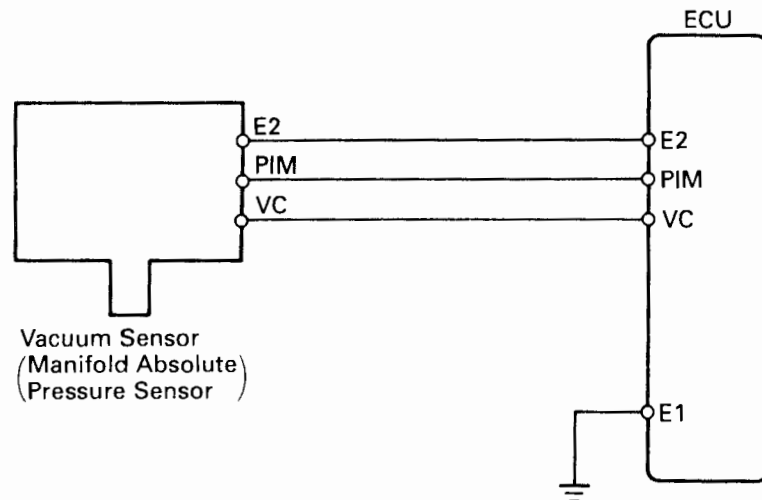 ECU
E2
PIM
VC
E2
PIM
VC
Vacuum Sensor
(Manifold Absolute)
(Pressure Sensor)
E1